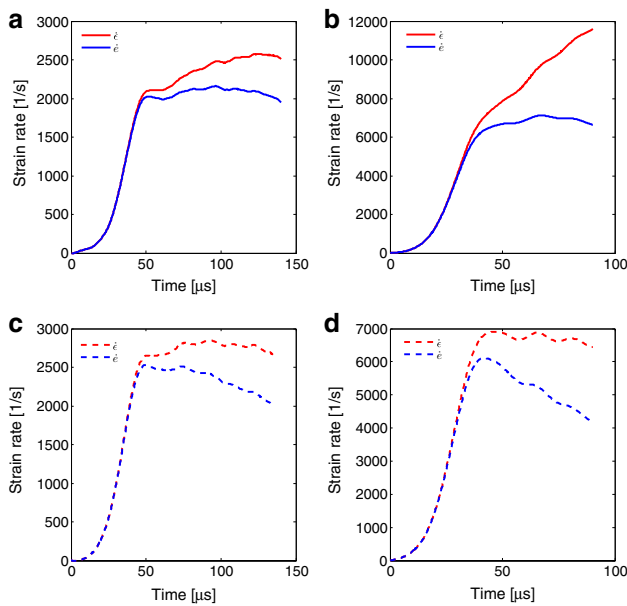 a
3000
2500
2000
1500
1000
500
0
Strain rate [1/s]
ε̇
ė
0 50 100 150
Time [μs]
b
12000
10000
8000
6000
4000
2000
0
Strain rate [1/s]
ε̇
ė
0 50 100
Time [μs]
c
3000
2500
2000
1500
1000
500
0
Strain rate [1/s]
ε̇
ė
0 50 100 150
Time [μs]
d
7000
6000
5000
4000
3000
2000
1000
0
Strain rate [1/s]
ε̇
ė
0 50 100
Time [μs]